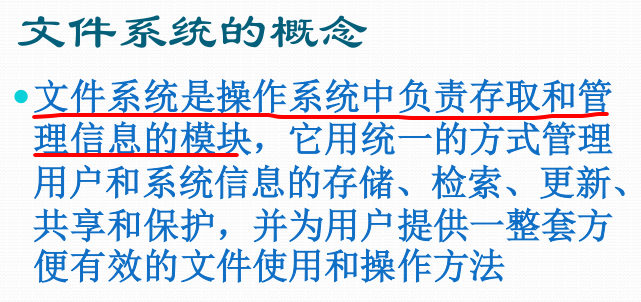 文件系统的概念
文件系统是操作系统中负责存取和管
理信息的模块，它用统一的方式管理
用户和系统信息的存储、检索、更新、
共享和保护，并为用户提供一整套方
便有效的文件使用和操作方法